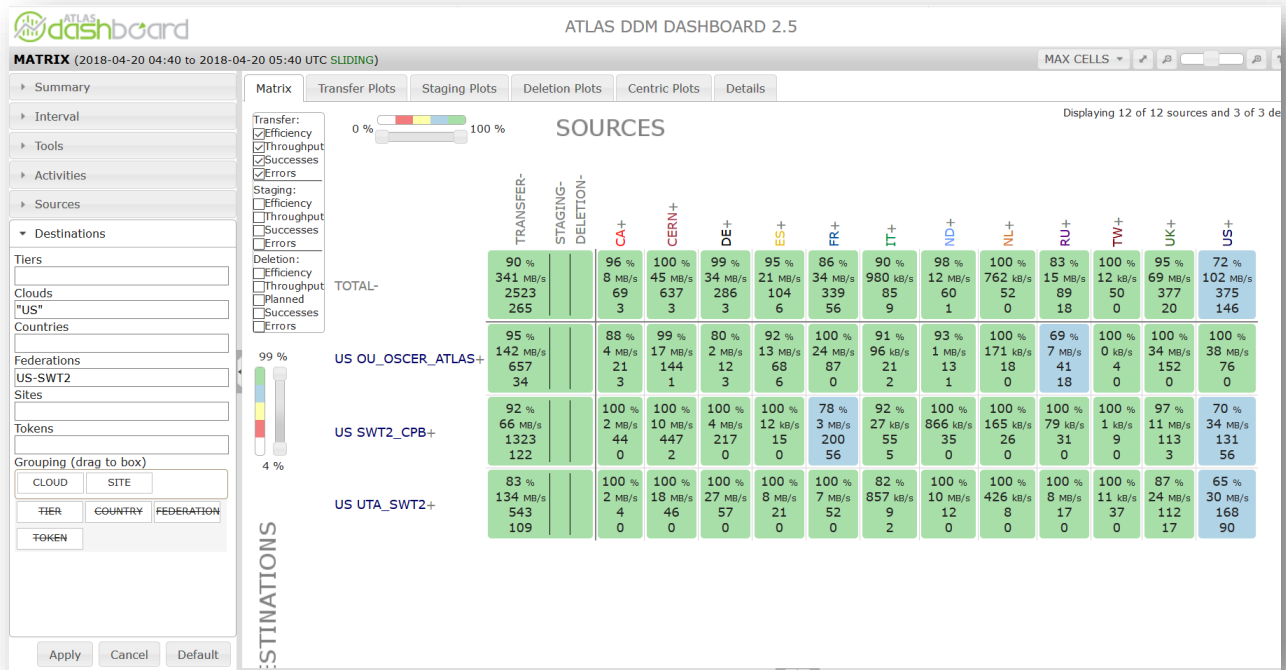 ATLAS
dashboard
ATLAS DDM DASHBOARD 2.5
MATRIX (2018-04-20 04:40 to 2018-04-20 05:40 UTC SLIDING)
MAX CELLS
Summary
Interval
Tools
Activities
Sources
Destinations
Tiers
Clouds
"US"
Countries
Federations
US-SWT2
Sites
Tokens
Grouping (drag to box)
CLOUD SITE
TIER COUNTRY FEDERATION
TOKEN
Apply Cancel Default
Matrix Transfer Plots Staging Plots Deletion Plots Centric Plots Details
Displaying 12 of 12 sources and 3 of 3 de
Transfer:
Efficiency
Throughput
Successes
Errors
Staging:
Efficiency
Throughput
Successes
Errors
Deletion:
Efficiency
Throughput
Planned
Successes
Errors
0 % 100 %
SOURCES
99 %
4 %
ESTINATIONS
TRANSFER- STAGING- DELETION- CA+ CERN+ DE+ ES+ FR+ IT+ ND+ NL+ RU+ TW+ UK+ US+
TOTAL-
90 % 96 % 100 % 99 % 95 % 86 % 90 % 98 % 100 % 83 % 100 % 95 % 72 %
341 MB/s 8 MB/s 45 MB/s 34 MB/s 21 MB/s 34 MB/s 980 kB/s 12 MB/s 762 kB/s 15 MB/s 12 kB/s 69 MB/s 102 MB/s
2523 69 637 286 104 339 85 60 52 89 50 377 375
265 3 3 3 6 56 9 1 0 18 0 20 146
US OU_OSCER_ATLAS+
95 % 88 % 99 % 80 % 92 % 100 % 91 % 93 % 100 % 69 % 100 % 100 % 100 %
142 MB/s 4 MB/s 17 MB/s 2 MB/s 13 MB/s 24 MB/s 96 kB/s 1 MB/s 171 kB/s 7 MB/s 0 kB/s 34 MB/s 38 MB/s
657 21 144 12 68 87 21 13 18 41 4 152 76
34 3 1 3 6 0 2 1 0 18 0 0 0
US SWT2_CPB+
92 % 100 % 100 % 100 % 100 % 78 % 92 % 100 % 100 % 100 % 100 % 97 % 70 %
66 MB/s 2 MB/s 10 MB/s 4 MB/s 12 kB/s 3 MB/s 27 kB/s 866 kB/s 165 kB/s 79 kB/s 1 kB/s 11 MB/s 34 MB/s
1323 44 447 217 15 200 55 35 26 31 9 113 131
122 0 2 0 0 56 5 0 0 0 0 3 56
US UTA_SWT2+
83 % 100 % 100 % 100 % 100 % 100 % 82 % 100 % 100 % 100 % 100 % 87 % 65 %
134 MB/s 2 MB/s 18 MB/s 27 MB/s 8 MB/s 7 MB/s 857 kB/s 10 MB/s 426 kB/s 8 MB/s 11 kB/s 24 MB/s 30 MB/s
543 4 46 57 21 52 9 12 8 17 37 112 168
109 0 0 0 0 0 2 0 0 0 0 17 90